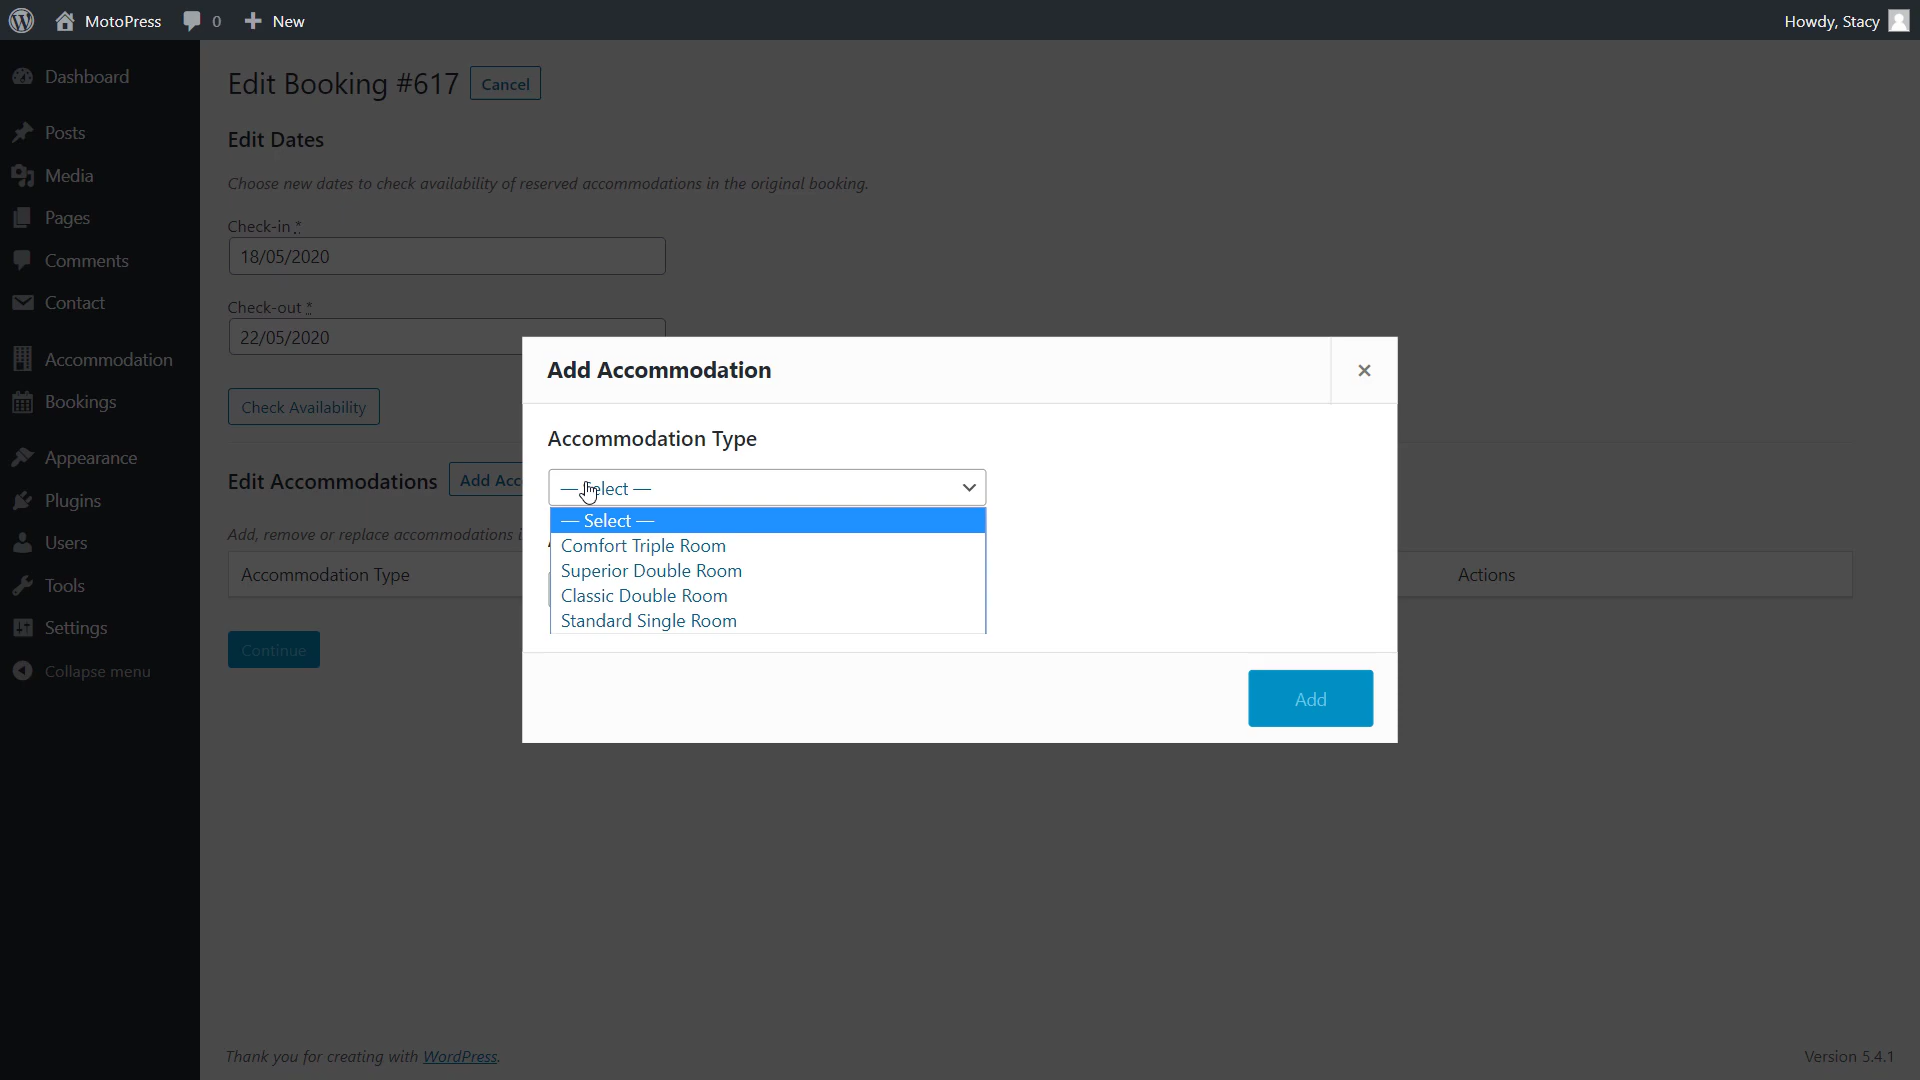 MotoPress 0 New Howdy, Stacy
Dashboard
Posts
Media
Pages
Comments
Contact
Accommodation
Bookings
Appearance
Plugins
Users
Tools
Settings
Collapse menu
Edit Booking #617 Cancel
Edit Dates
Choose new dates to check availability of reserved accommodations in the original booking.
Check-in *
18/05/2020
Check-out *
22/05/2020
Check Availability
Edit Accommodations Add Acc
Add, remove or replace accommodations i
Accommodation Type Actions
Continue
Add Accommodation ×
Accommodation Type
— Select —
— Select —
Comfort Triple Room
Superior Double Room
Classic Double Room
Standard Single Room
Add
Thank you for creating with WordPress. Version 5.4.1